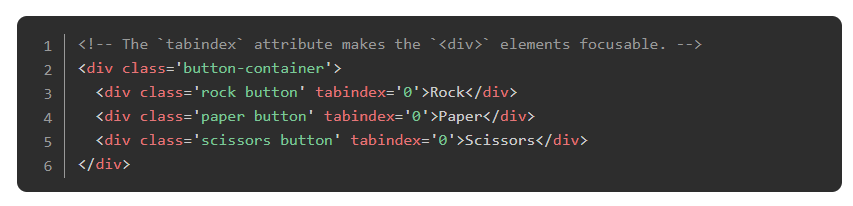 1 <!-- The `tabindex` attribute makes the `<div>` elements focusable. -->
2 <div class='button-container'>
3   <div class='rock button' tabindex='0'>Rock</div>
4   <div class='paper button' tabindex='0'>Paper</div>
5   <div class='scissors button' tabindex='0'>Scissors</div>
6 </div>